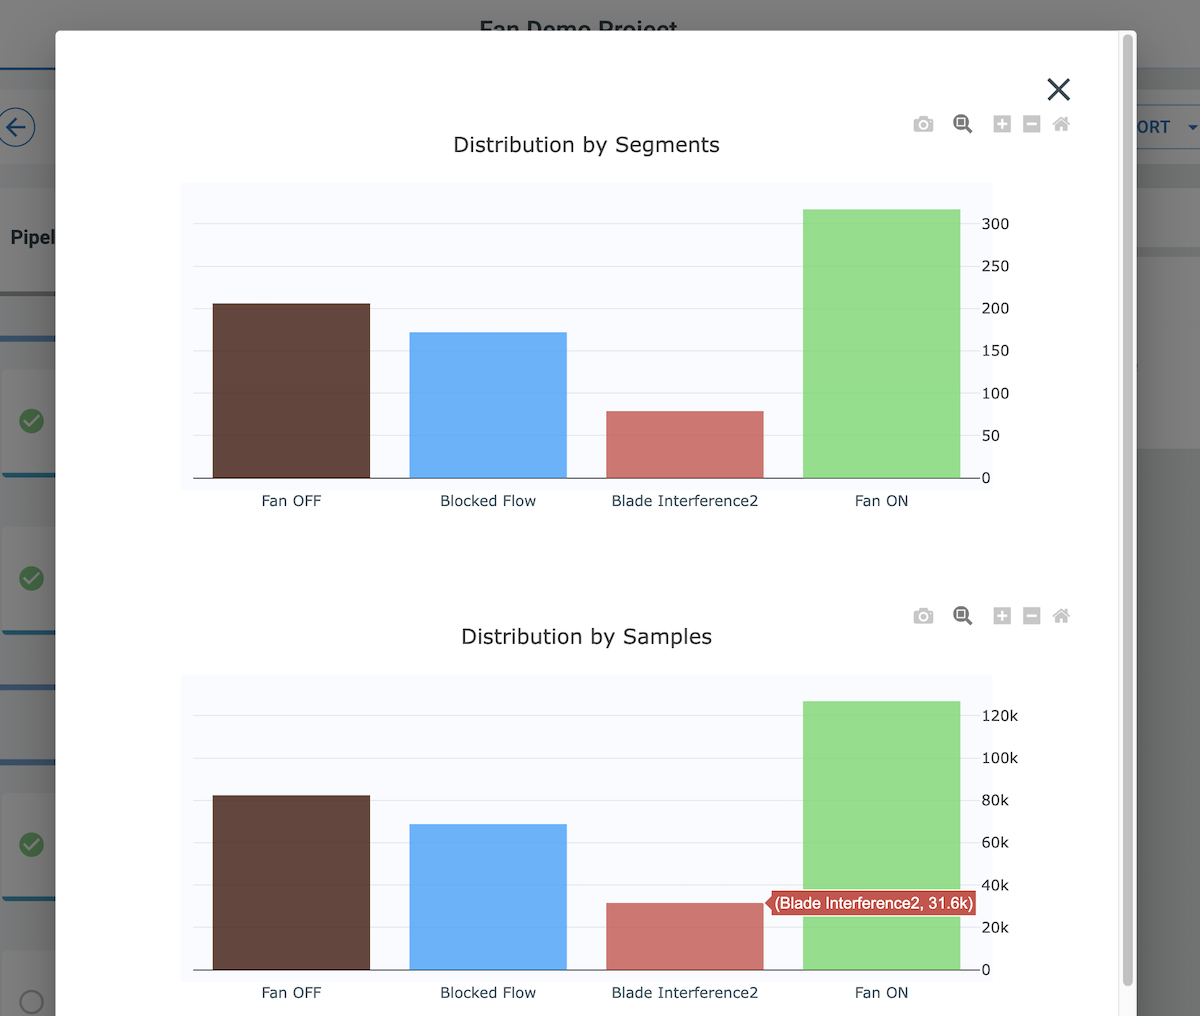 Fan Demo Project
ORT
Pipel
Distribution by Segments
300
250
200
150
100
50
0
Fan OFF Blocked Flow Blade Interference2 Fan ON
Distribution by Samples
120k
100k
80k
60k
40k
(Blade Interference2, 31.6k)
20k
0
Fan OFF Blocked Flow Blade Interference2 Fan ON